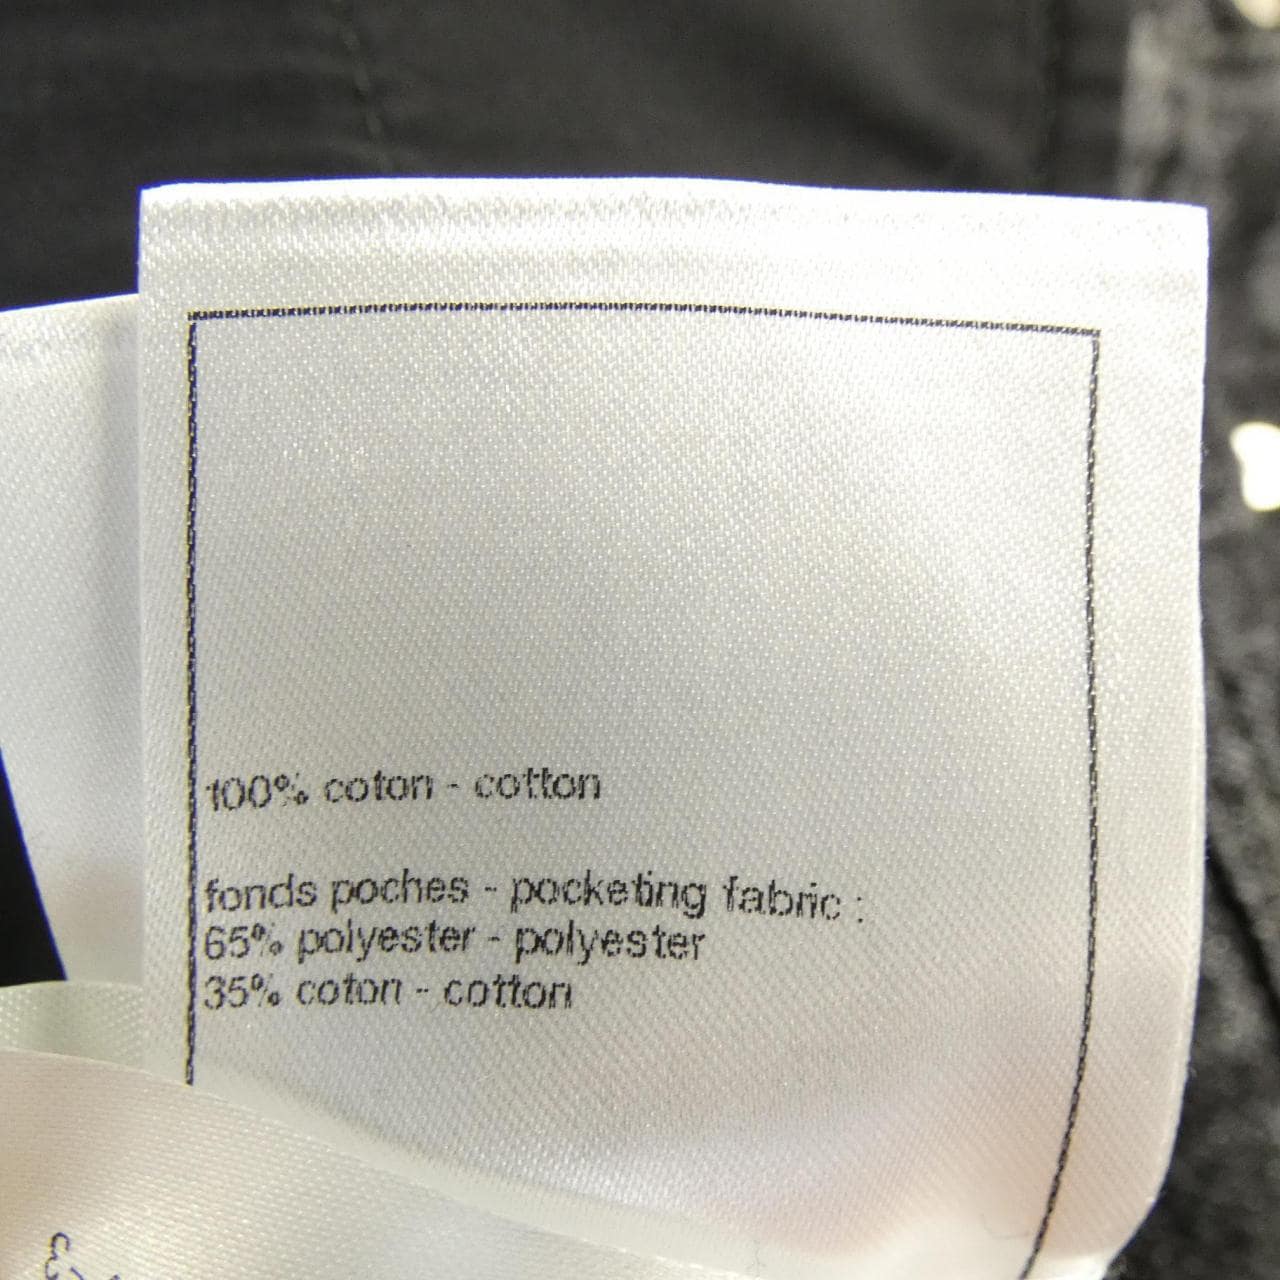 100% coton - cotton
fonds poches - pocketing fabric :
65% polyester - polyester
35% coton - cotton